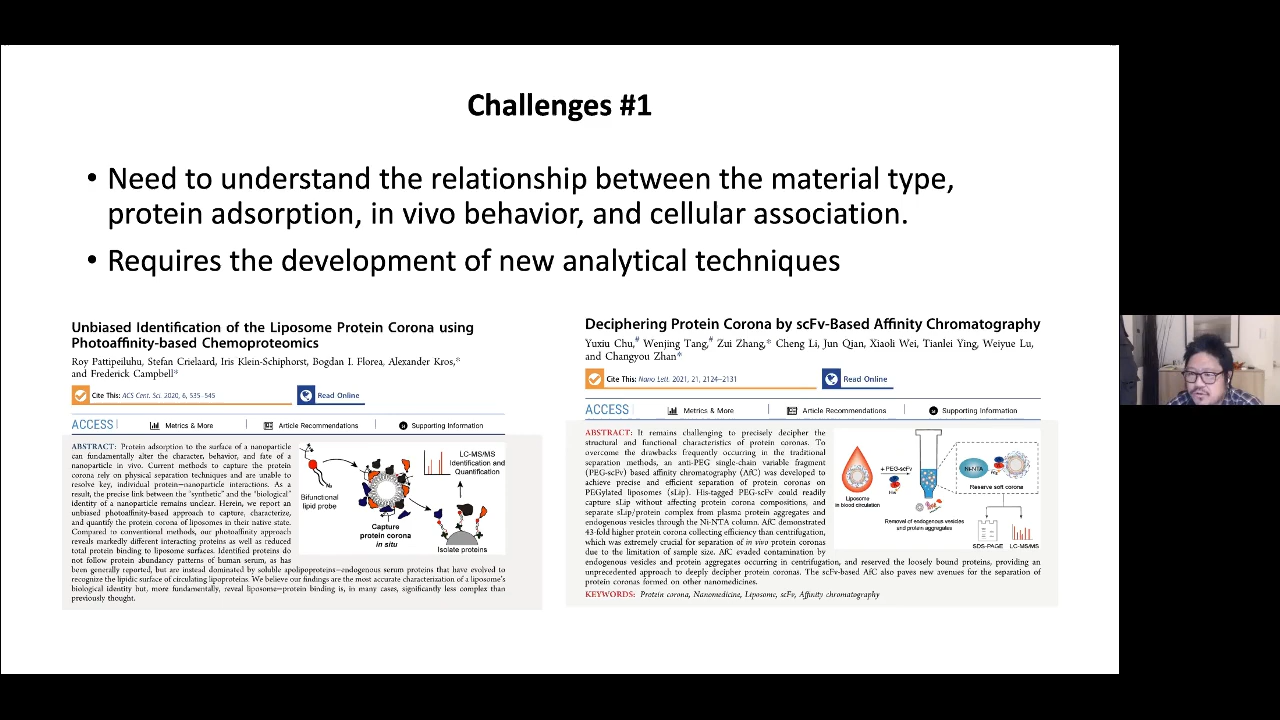 Challenges #1
• Need to understand the relationship between the material type,
protein adsorption, in vivo behavior, and cellular association.
• Requires the development of new analytical techniques
Unbiased Identification of the Liposome Protein Corona using
Photoaffinity-based Chemoproteomics
Roy Pattipeiluhu, Stefan Crielaard, Iris Klein-Schiphorst, Bogdan I. Florea, Alexander Kros,*
and Frederick Campbell*
Cite This: ACS Cent. Sci. 2020, 6, 535–545
Read Online
ACCESS
Metrics & More
Article Recommendations
Supporting Information
ABSTRACT: Protein adsorption to the surface of a nanoparticle
can fundamentally alter the character, behavior, and fate of a
nanoparticle in vivo. Current methods to capture the protein
corona rely on physical separation techniques and are unable to
resolve key, individual protein–nanoparticle interactions. As a
result, the precise link between the "synthetic" and the "biological"
identity of a nanoparticle remains unclear. Herein, we report an
unbiased photoaffinity-based approach to capture, characterize,
and quantify the protein corona of liposomes in their native state.
Compared to conventional methods, our photoaffinity approach
reveals markedly different interacting proteins as well as reduced
total protein binding to liposome surfaces. Identified proteins do
not follow protein abundancy patterns of human serum, as has
been generally reported, but are instead dominated by soluble apolipoproteins–endogenous serum proteins that have evolved to
recognize the lipidic surface of circulating lipoproteins. We believe our findings are the most accurate characterization of a liposome's
biological identity but, more fundamentally, reveal liposome–protein binding is, in many cases, significantly less complex than
previously thought.
Bifunctional
lipid probe
Capture
protein corona
in situ
LC-MS/MS
Identification and
Quantification
Isolate proteins
Deciphering Protein Corona by scFv-Based Affinity Chromatography
Yuxiu Chu,# Wenjing Tang,# Zui Zhang,* Cheng Li, Jun Qian, Xiaoli Wei, Tianlei Ying, Weiyue Lu,
and Changyou Zhan*
Cite This: Nano Lett. 2021, 21, 2124–2131
Read Online
ACCESS
Metrics & More
Article Recommendations
Supporting Information
ABSTRACT: It remains challenging to precisely decipher the
structural and functional characteristics of protein coronas. To
overcome the drawbacks frequently occurring in the traditional
separation methods, an anti-PEG single-chain variable fragment
(PEG-scFv) based affinity chromatography (AfC) was developed to
achieve precise and efficient separation of protein coronas on
PEGylated liposomes (sLip). His-tagged PEG-scFv could readily
capture sLip without affecting protein corona compositions, and
separate sLip/protein complex from plasma protein aggregates and
endogenous vesicles through the Ni-NTA column. AfC demonstrated
43-fold higher protein corona collecting efficiency than centrifugation,
which was extremely crucial for separation of in vivo protein coronas
due to the limitation of sample size. AfC evaded contamination by
endogenous vesicles and protein aggregates occurring in centrifugation, and reserved the loosely bound proteins, providing an
unprecedented approach to deeply decipher protein coronas. The scFv-based AfC also paves new avenues for the separation of
protein coronas formed on other nanomedicines.
KEYWORDS: Protein corona, Nanomedicine, Liposome, scFv, Affinity chromatography
Liposome
in blood circulation
+ PEG-scFv
Ni-NTA
Reserve soft corona
Removal of endogenous vesicles
and protein aggregates
SDS-PAGE
LC-MS/MS